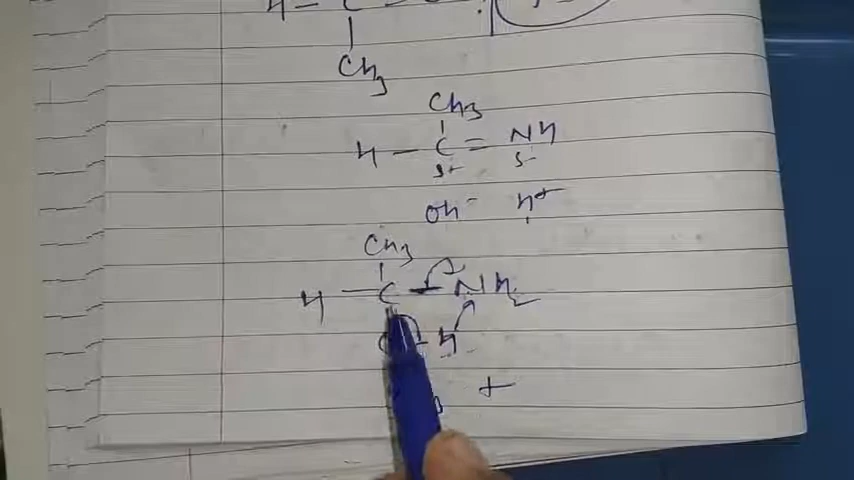 H - C
CH3
CH3
H - C = NH
δ+ δ-
OH- H+
CH3
H - C - NH2
H
+